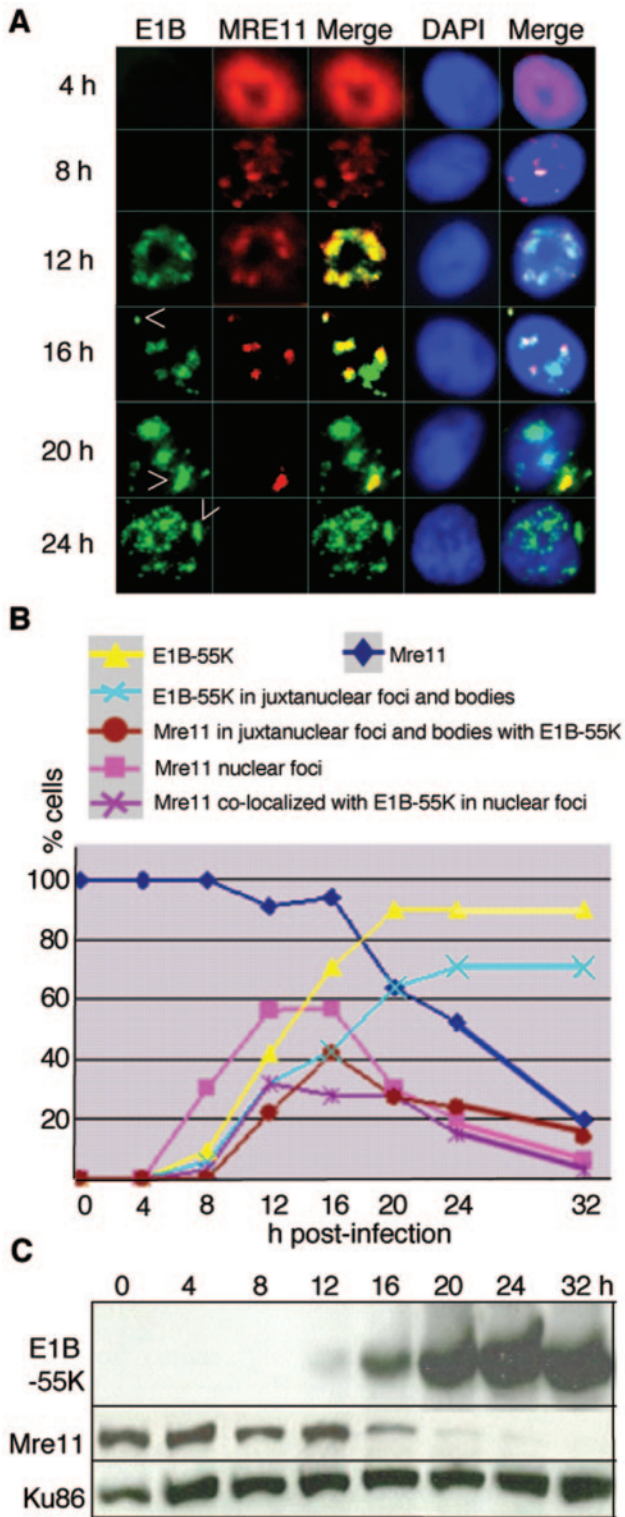 A
E1B MRE11 Merge DAPI Merge
4 h
8 h
12 h
16 h
20 h
24 h
B
E1B-55K
Mre11
E1B-55K in juxtanuclear foci and bodies
Mre11 in juxtanuclear foci and bodies with E1B-55K
Mre11 nuclear foci
Mre11 co-localized with E1B-55K in nuclear foci
% cells
100
80
60
40
20
0 4 8 12 16 20 24 32
h post-infection
C
0 4 8 12 16 20 24 32 h
E1B
-55K
Mre11
Ku86